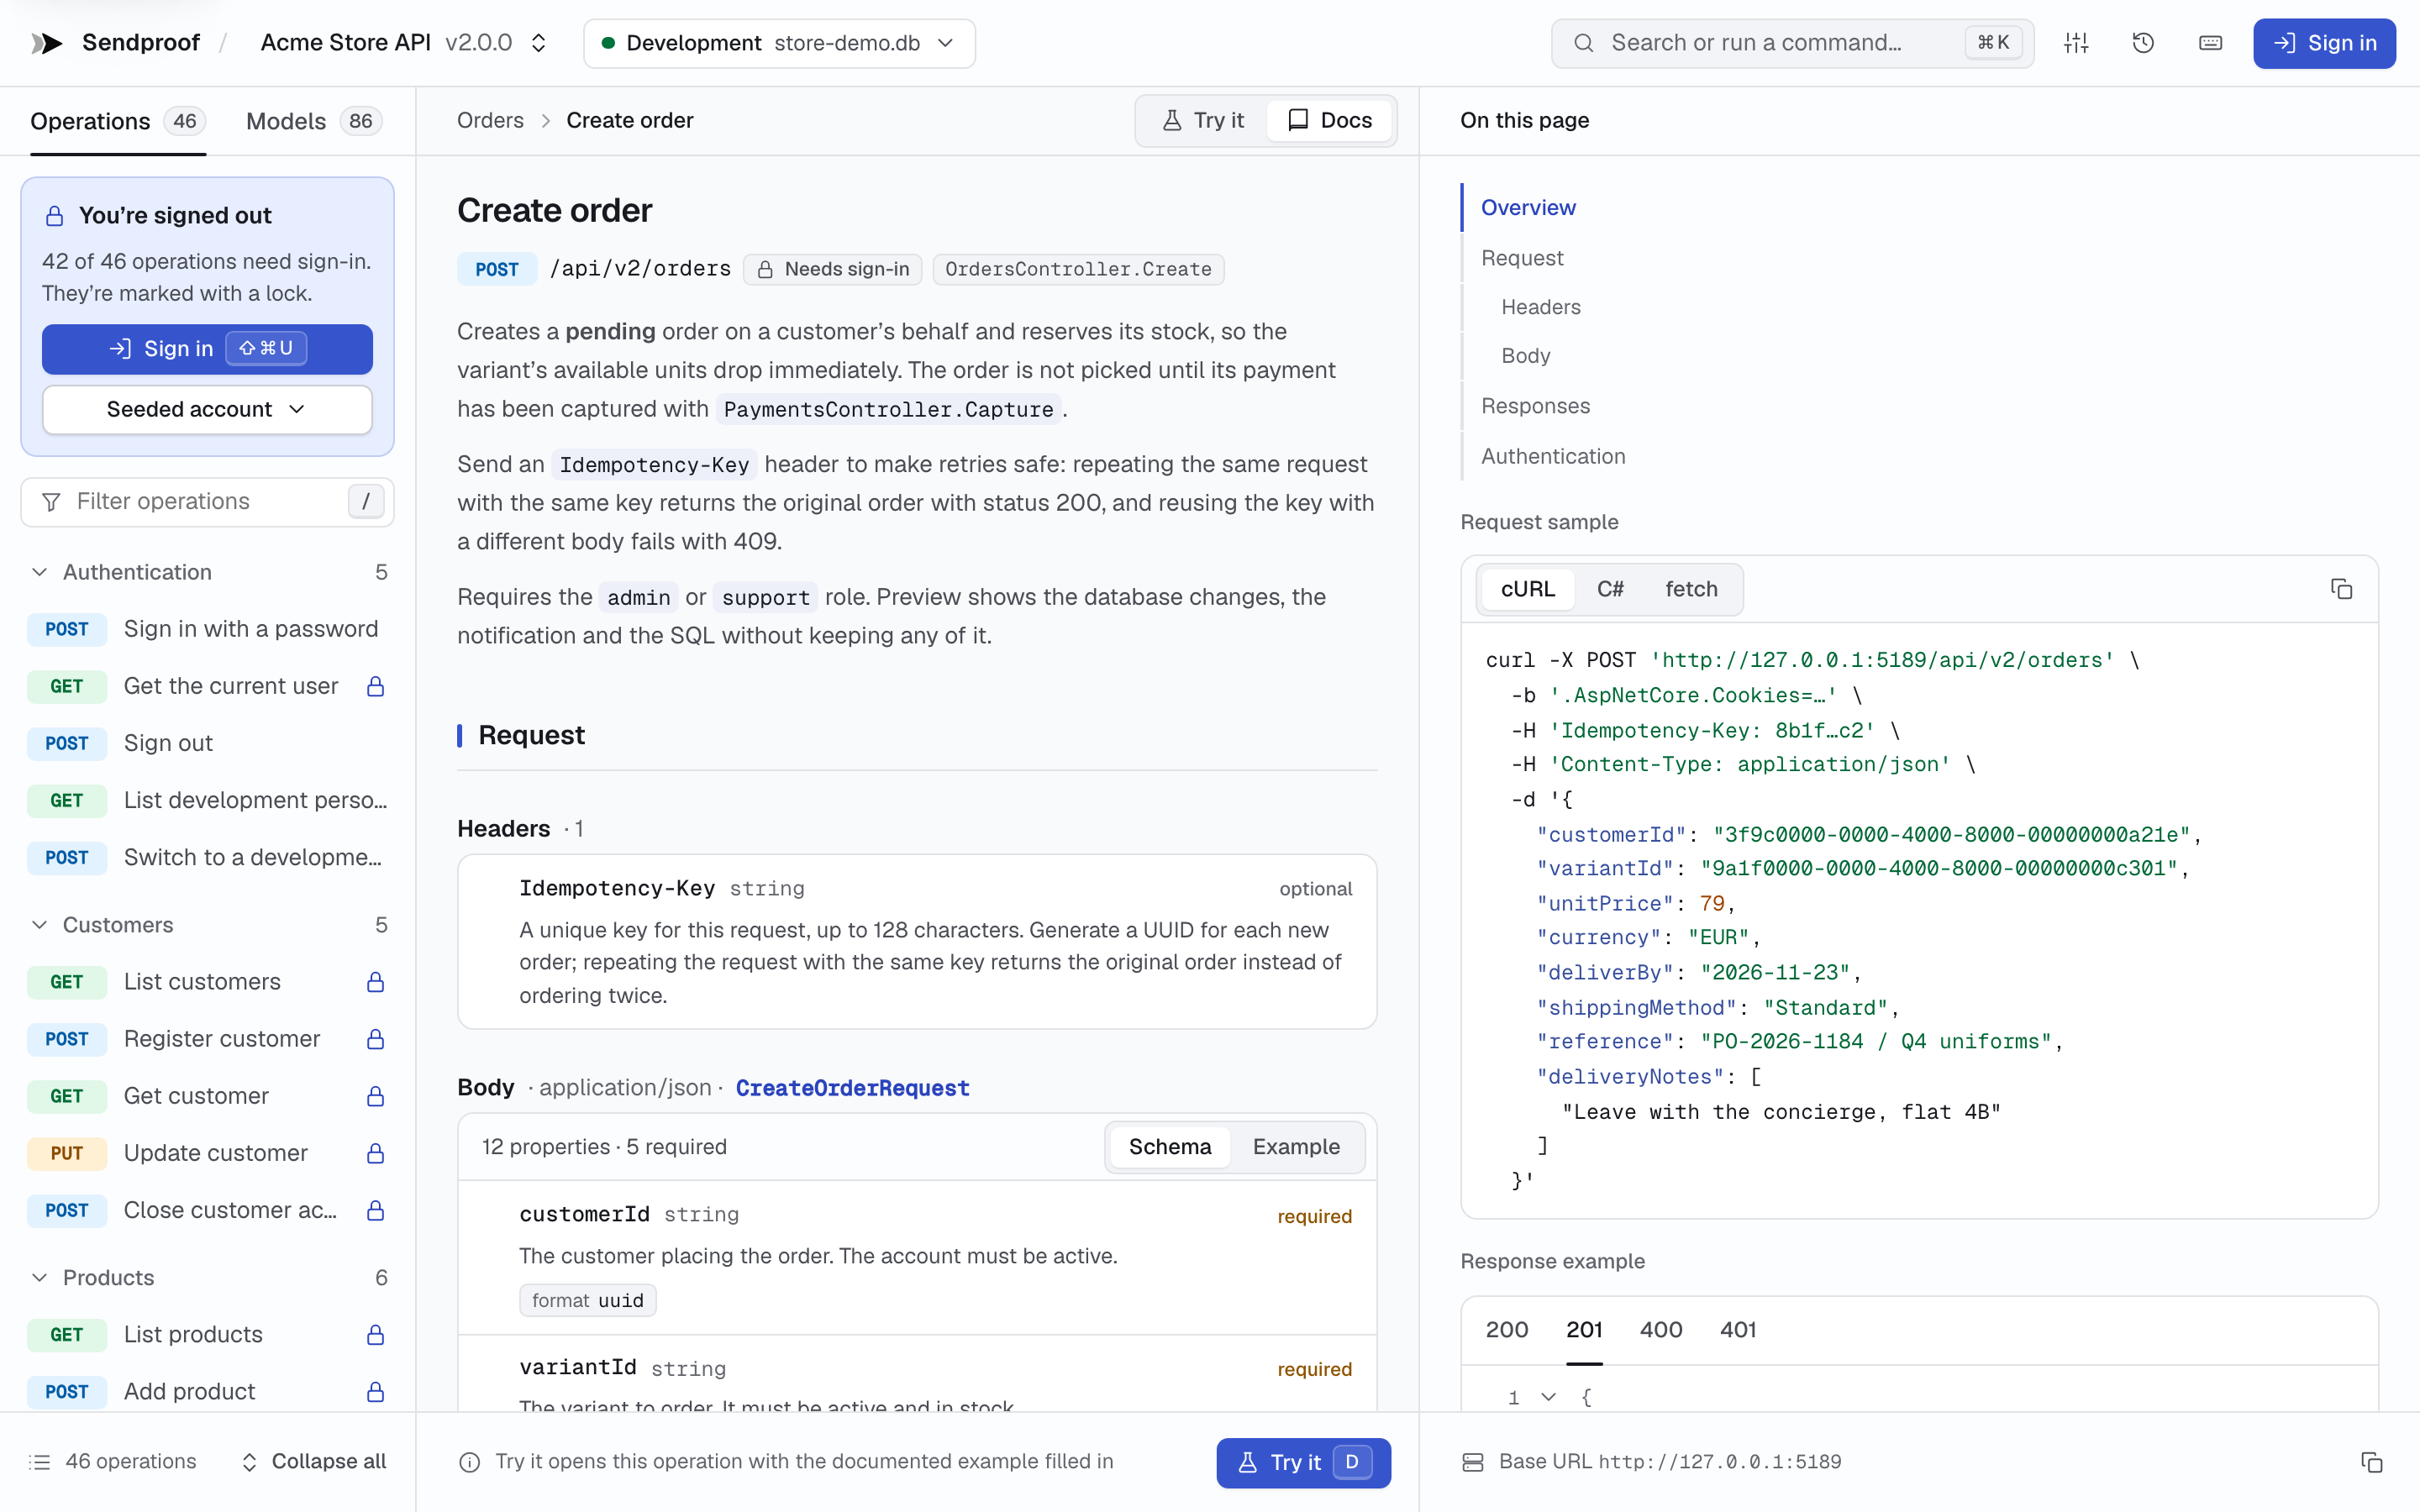 Sendproof / Acme Store API v2.0.0
Development store-demo.db
Search or run a command… ⌘K
Sign in
Operations 46 Models 86
You’re signed out
42 of 46 operations need sign-in.
They’re marked with a lock.
Sign in ⇧⌘U
Seeded account
Filter operations /
Authentication 5
POST Sign in with a password
GET Get the current user
POST Sign out
GET List development perso…
POST Switch to a developme…
Customers 5
GET List customers
POST Register customer
GET Get customer
PUT Update customer
POST Close customer ac…
Products 6
GET List products
POST Add product
46 operations Collapse all
Orders > Create order
Try it Docs
Create order
POST /api/v2/orders Needs sign-in OrdersController.Create
Creates a pending order on a customer’s behalf and reserves its stock, so the
variant’s available units drop immediately. The order is not picked until its payment
has been captured with PaymentsController.Capture.
Send an Idempotency-Key header to make retries safe: repeating the same request
with the same key returns the original order with status 200, and reusing the key with
a different body fails with 409.
Requires the admin or support role. Preview shows the database changes, the
notification and the SQL without keeping any of it.
Request
Headers · 1
Idempotency-Key string optional
A unique key for this request, up to 128 characters. Generate a UUID for each new
order; repeating the request with the same key returns the original order instead of
ordering twice.
Body · application/json · CreateOrderRequest
12 properties · 5 required
Schema Example
customerId string required
The customer placing the order. The account must be active.
format uuid
variantId string required
The variant to order. It must be active and in stock.
Try it opens this operation with the documented example filled in
Try it D
On this page
Overview
Request
Headers
Body
Responses
Authentication
Request sample
cURL C# fetch
curl -X POST 'http://127.0.0.1:5189/api/v2/orders' \
-b '.AspNetCore.Cookies=…' \
-H 'Idempotency-Key: 8b1f…c2' \
-H 'Content-Type: application/json' \
-d '{
"customerId": "3f9c0000-0000-4000-8000-00000000a21e",
"variantId": "9a1f0000-0000-4000-8000-00000000c301",
"unitPrice": 79,
"currency": "EUR",
"deliverBy": "2026-11-23",
"shippingMethod": "Standard",
"reference": "PO-2026-1184 / Q4 uniforms",
"deliveryNotes": [
"Leave with the concierge, flat 4B"
]
}'
Response example
200 201 400 401
1 {
Base URL http://127.0.0.1:5189